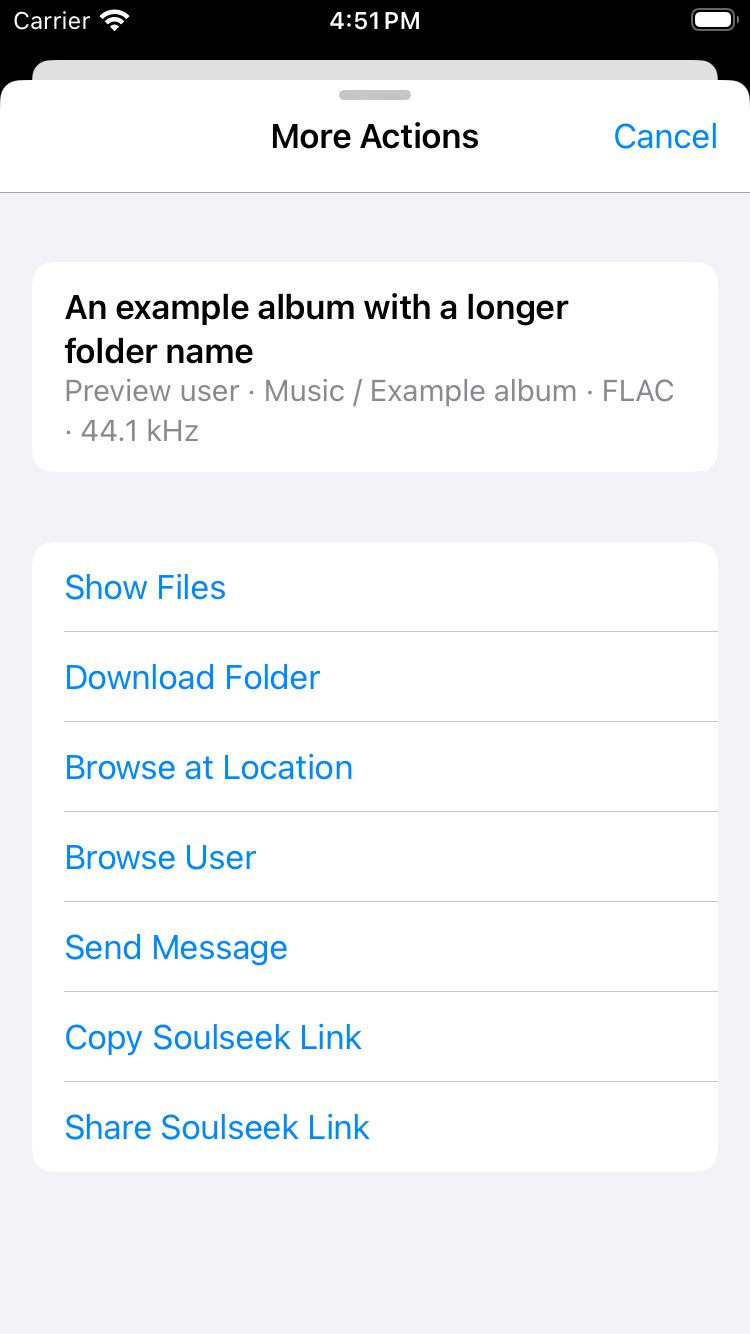 Carrier 4:51 PM
More Actions Cancel
An example album with a longer
folder name
Preview user · Music / Example album · FLAC
· 44.1 kHz
Show Files
Download Folder
Browse at Location
Browse User
Send Message
Copy Soulseek Link
Share Soulseek Link